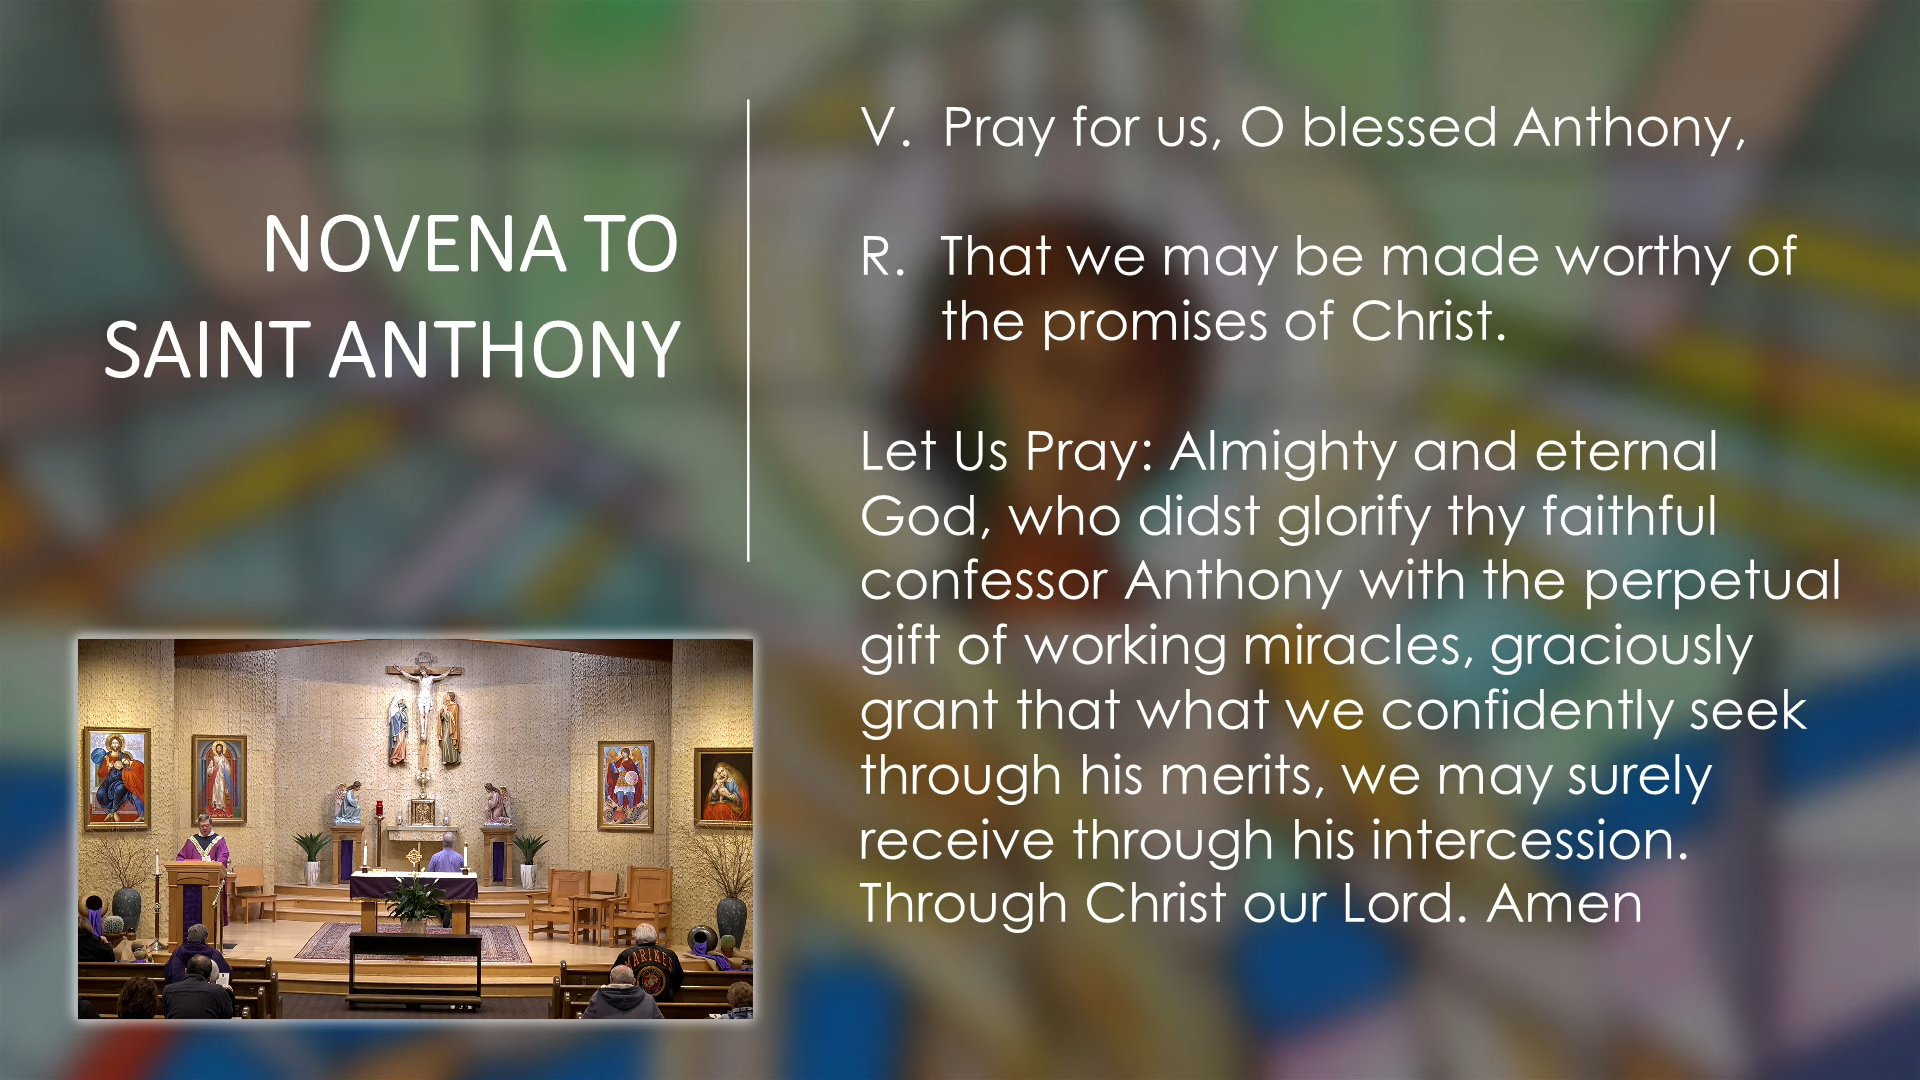 NOVENA TO
SAINT ANTHONY
V. Pray for us, O blessed Anthony,
R. That we may be made worthy of
the promises of Christ.
Let Us Pray: Almighty and eternal
God, who didst glorify thy faithful
confessor Anthony with the perpetual
gift of working miracles, graciously
grant that what we confidently seek
through his merits, we may surely
receive through his intercession.
Through Christ our Lord. Amen
MARINES